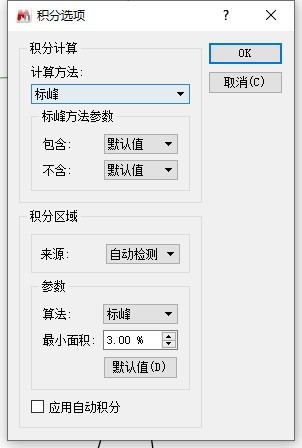 积分选项
?
积分计算
OK
计算方法:
取消(C)
标峰
标峰方法参数
包含: 默认值
不含: 默认值
积分区域
来源: 自动检测
参数
算法: 标峰
最小面积: 3.00 %
默认值(D)
应用自动积分